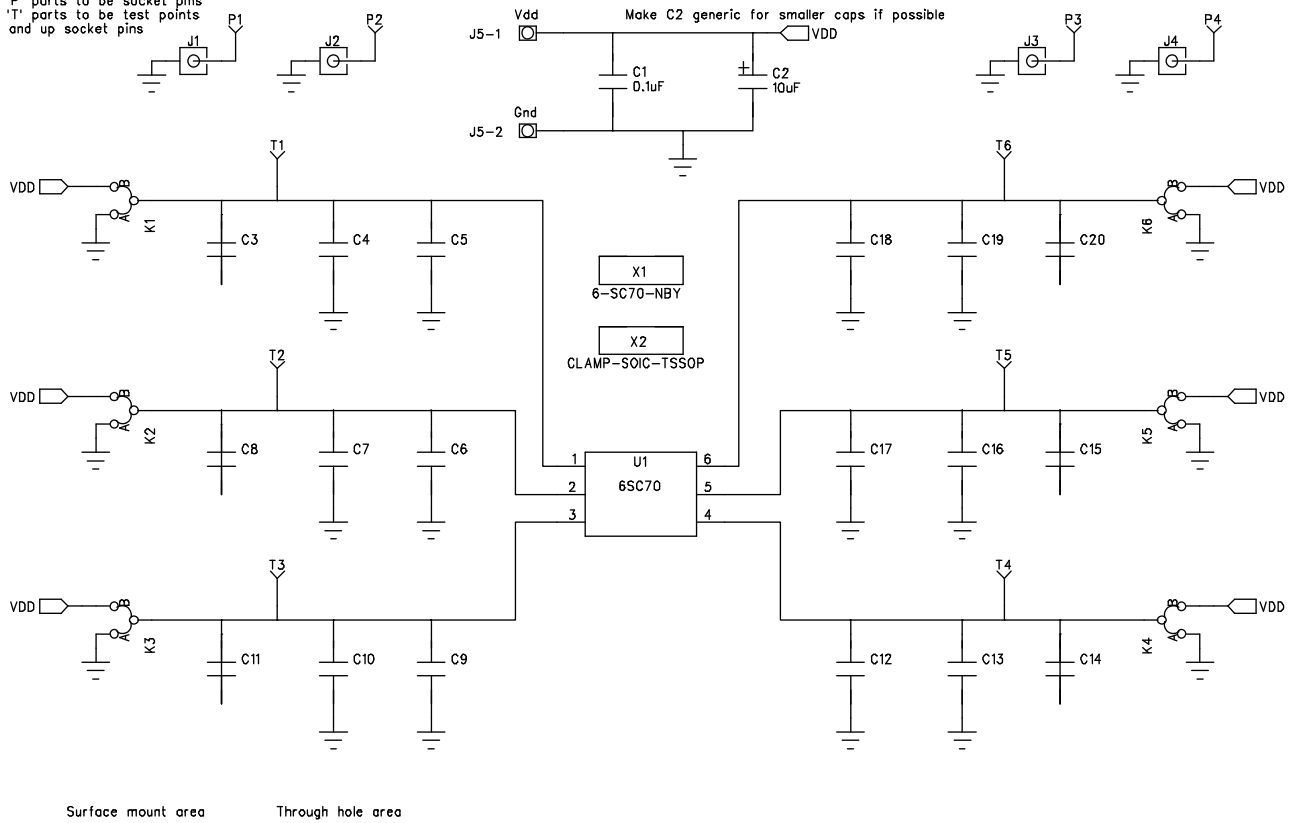 'P' parts to be socket pins
'T' parts to be test points
and up socket pins
P1
P2
J1
J2
Vdd
J5-1
Make C2 generic for smaller caps if possible
VDD
C1
0.1uF
+
C2
10uF
Gnd
J5-2
P3
P4
J3
J4
T1
VDD
B
A
K1
C3
C4
C5
T6
C18
C19
C20
B
A
K6
VDD
X1
6-SC70-NBY
X2
CLAMP-SOIC-TSSOP
T2
VDD
B
A
K2
C8
C7
C6
T5
C17
C16
C15
B
A
K5
VDD
1
2
3
U1
6SC70
6
5
4
T3
VDD
B
A
K3
C11
C10
C9
T4
C12
C13
C14
B
A
K4
VDD
Surface mount area
Through hole area